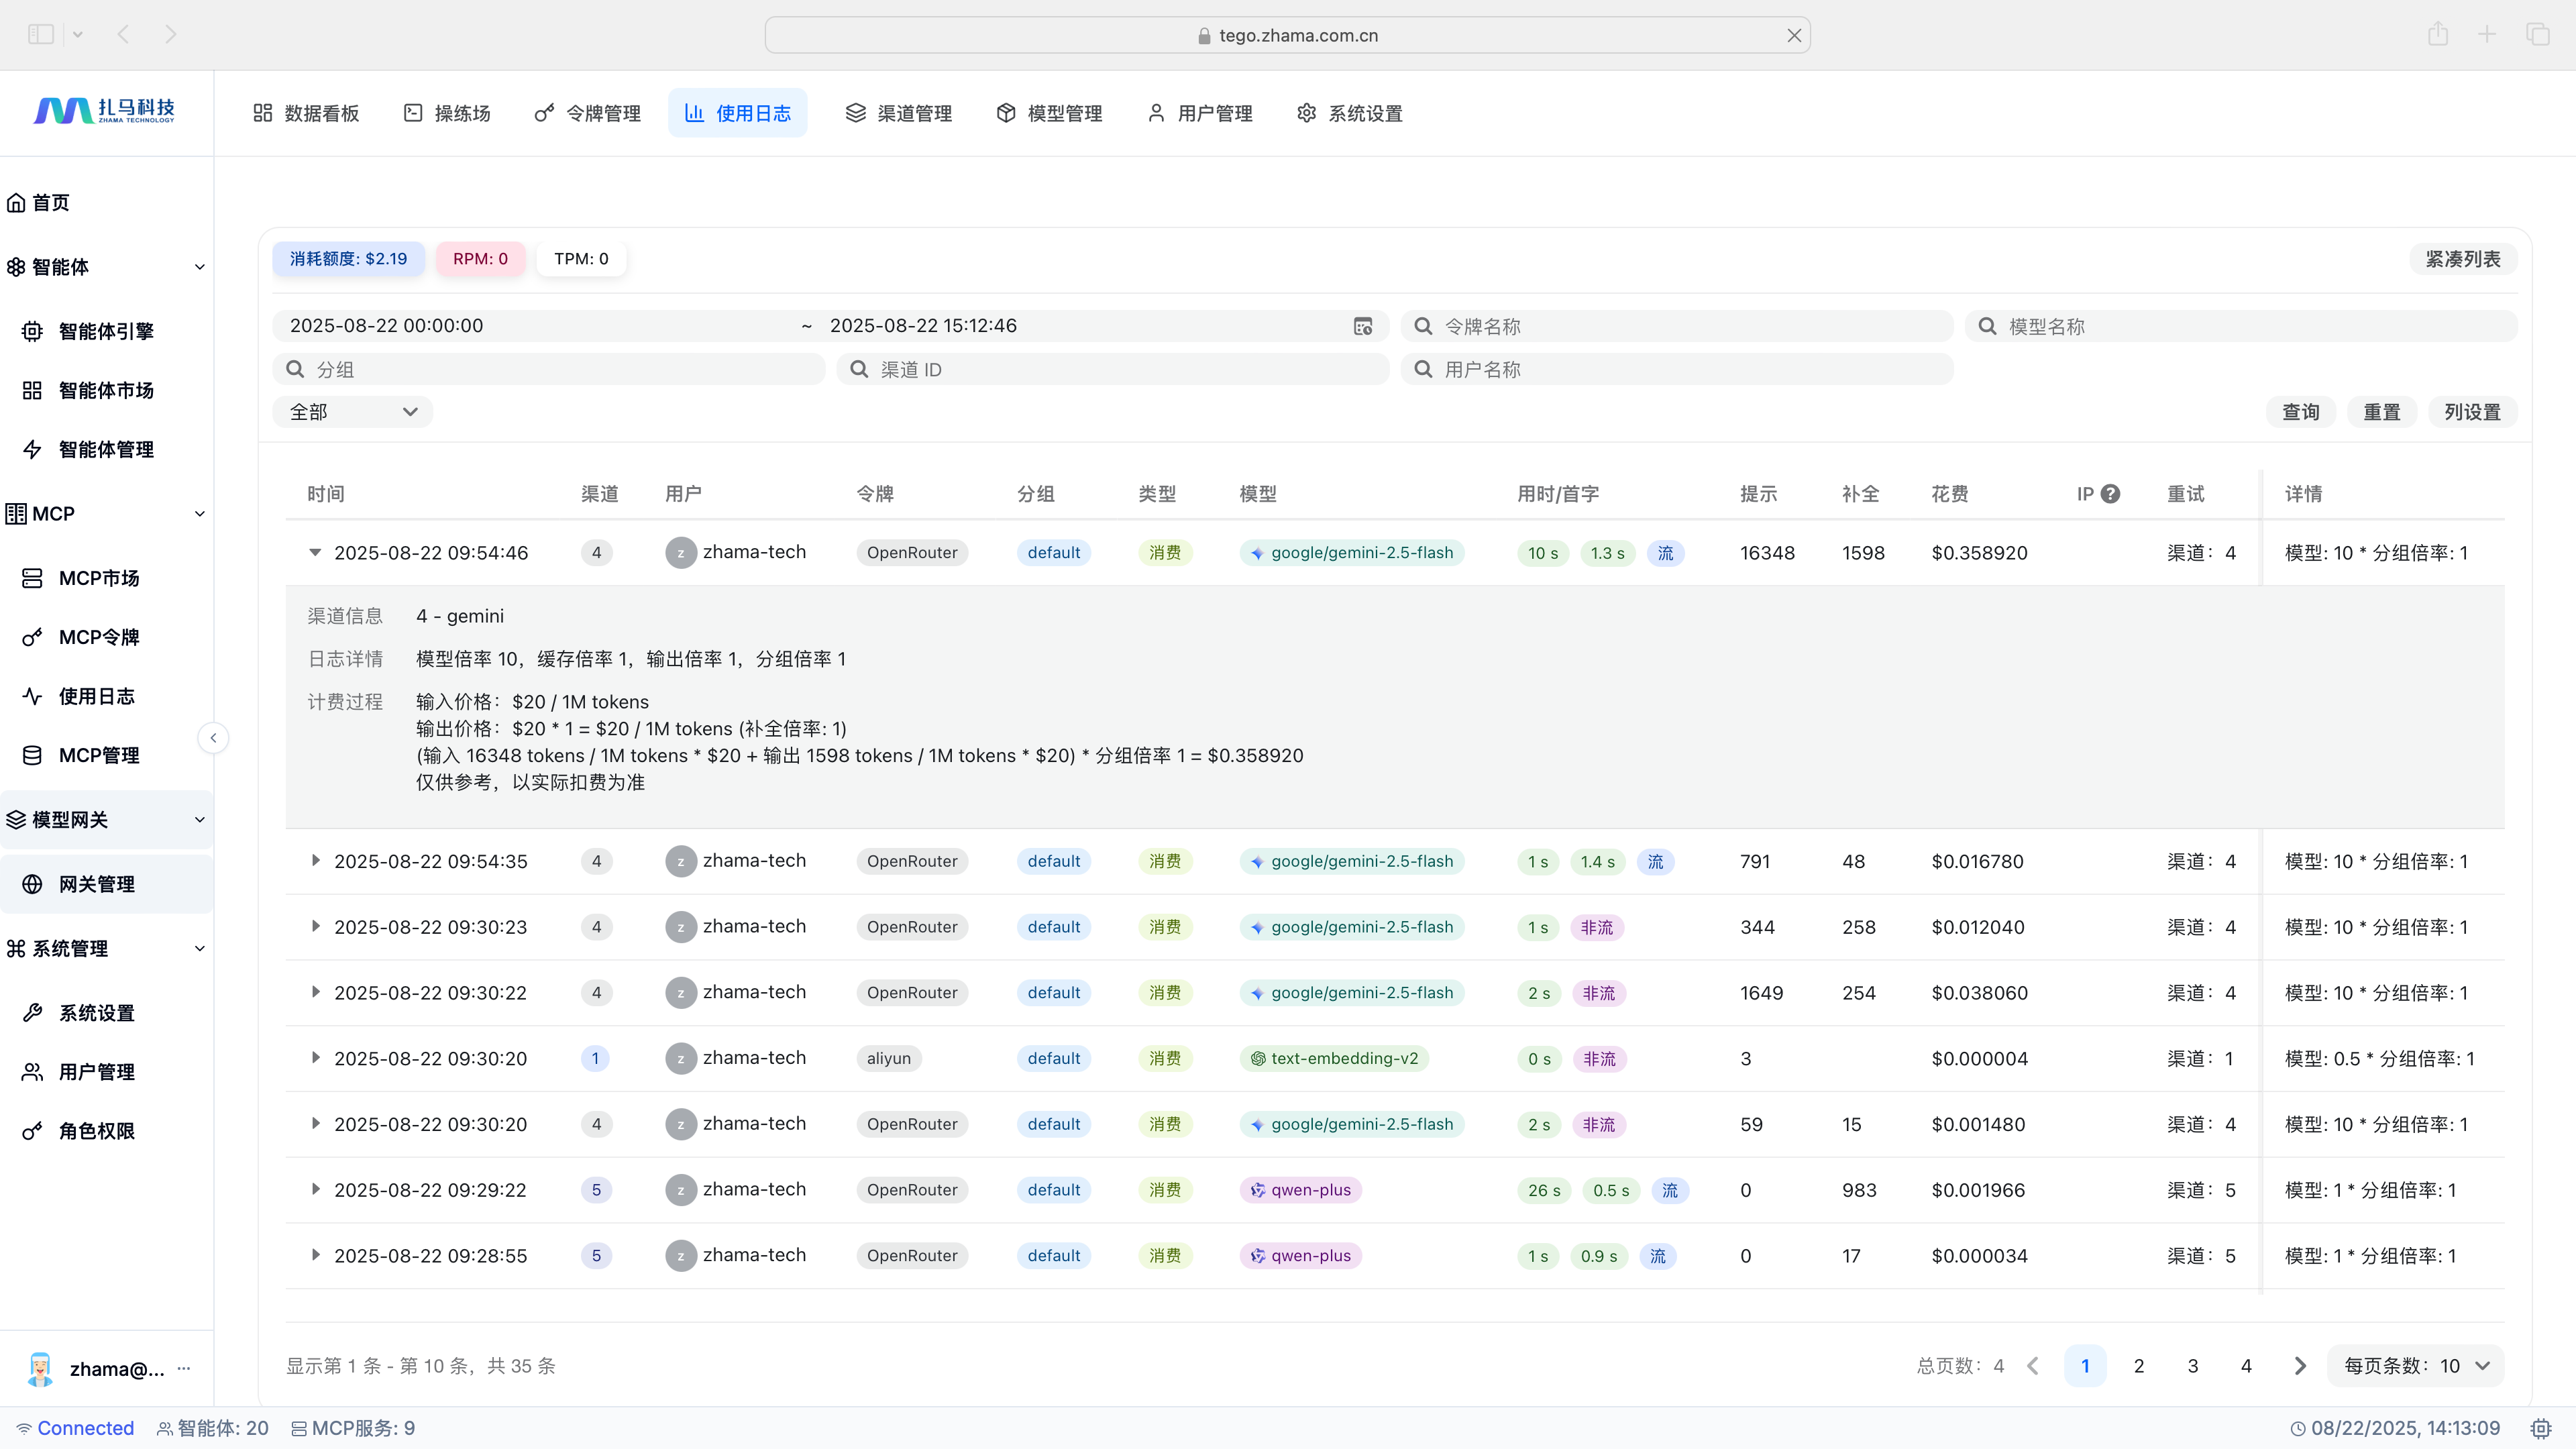 tego.zhama.com.cn
扎马科技
ZHAMA TECHNOLOGY
数据看板 操练场 令牌管理 使用日志 渠道管理 模型管理 用户管理 系统设置
首页
智能体
智能体引擎
智能体市场
智能体管理
MCP
MCP市场
MCP令牌
使用日志
MCP管理
模型网关
网关管理
系统管理
系统设置
用户管理
角色权限
zhama@... ···
消耗额度: $2.19 RPM: 0 TPM: 0 紧凑列表
2025-08-22 00:00:00 ~ 2025-08-22 15:12:46 令牌名称 模型名称
分组 渠道 ID 用户名称
全部 查询 重置 列设置
时间 渠道 用户 令牌 分组 类型 模型 用时/首字 提示 补全 花费 IP ? 重试 详情
2025-08-22 09:54:46 4 z zhama-tech OpenRouter default 消费 google/gemini-2.5-flash 10 s 1.3 s 流 16348 1598 $0.358920 渠道：4 模型: 10 * 分组倍率: 1
渠道信息 4 - gemini
日志详情 模型倍率 10，缓存倍率 1，输出倍率 1，分组倍率 1
计费过程 输入价格：$20 / 1M tokens
输出价格：$20 * 1 = $20 / 1M tokens (补全倍率: 1)
(输入 16348 tokens / 1M tokens * $20 + 输出 1598 tokens / 1M tokens * $20) * 分组倍率 1 = $0.358920
仅供参考，以实际扣费为准
2025-08-22 09:54:35 4 z zhama-tech OpenRouter default 消费 google/gemini-2.5-flash 1 s 1.4 s 流 791 48 $0.016780 渠道：4 模型: 10 * 分组倍率: 1
2025-08-22 09:30:23 4 z zhama-tech OpenRouter default 消费 google/gemini-2.5-flash 1 s 非流 344 258 $0.012040 渠道：4 模型: 10 * 分组倍率: 1
2025-08-22 09:30:22 4 z zhama-tech OpenRouter default 消费 google/gemini-2.5-flash 2 s 非流 1649 254 $0.038060 渠道：4 模型: 10 * 分组倍率: 1
2025-08-22 09:30:20 1 z zhama-tech aliyun default 消费 text-embedding-v2 0 s 非流 3 $0.000004 渠道：1 模型: 0.5 * 分组倍率: 1
2025-08-22 09:30:20 4 z zhama-tech OpenRouter default 消费 google/gemini-2.5-flash 2 s 非流 59 15 $0.001480 渠道：4 模型: 10 * 分组倍率: 1
2025-08-22 09:29:22 5 z zhama-tech OpenRouter default 消费 qwen-plus 26 s 0.5 s 流 0 983 $0.001966 渠道：5 模型: 1 * 分组倍率: 1
2025-08-22 09:28:55 5 z zhama-tech OpenRouter default 消费 qwen-plus 1 s 0.9 s 流 0 17 $0.000034 渠道：5 模型: 1 * 分组倍率: 1
显示第 1 条 - 第 10 条，共 35 条 总页数：4 1 2 3 4 每页条数：10
Connected 智能体: 20 MCP服务: 9 08/22/2025, 14:13:09